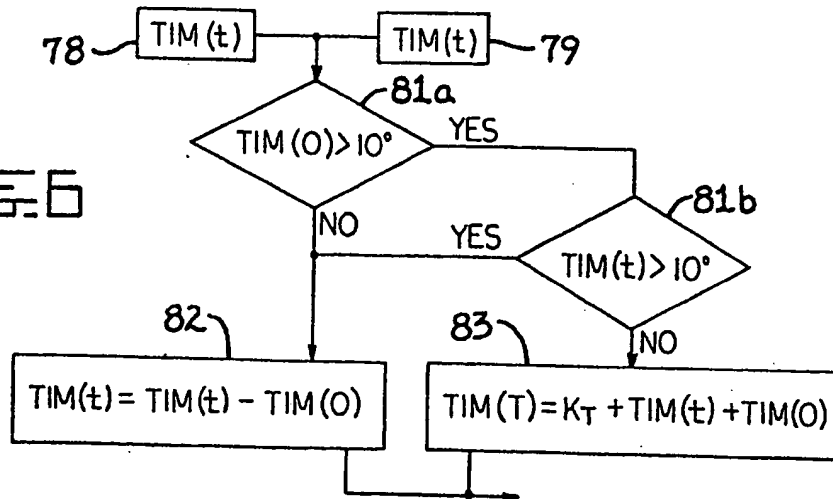 78
TIM(t)
TIM(t)
79
81a
TIM(0)>10°
YES
81b
NO
YES
TIM(t)>10°
82
83
NO
TIM(t) = TIM(t) - TIM(0)
TIM(T)=KT+TIM(t)+TIM(0)